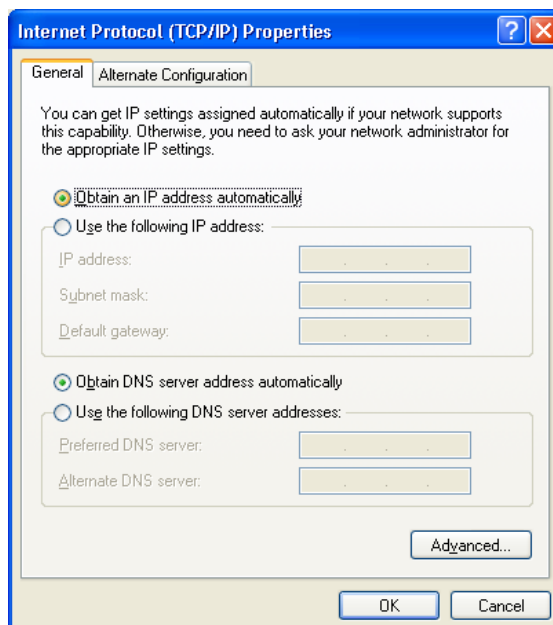 Internet Protocol (TCP/IP) Properties
General
Alternate Configuration
You can get IP settings assigned automatically if your network supports
this capability. Otherwise, you need to ask your network administrator for
the appropriate IP settings.
Obtain an IP address automatically
Use the following IP address:
IP address:
Subnet mask:
Default gateway:
Obtain DNS server address automatically
Use the following DNS server addresses:
Preferred DNS server:
Alternate DNS server:
Advanced...
OK
Cancel